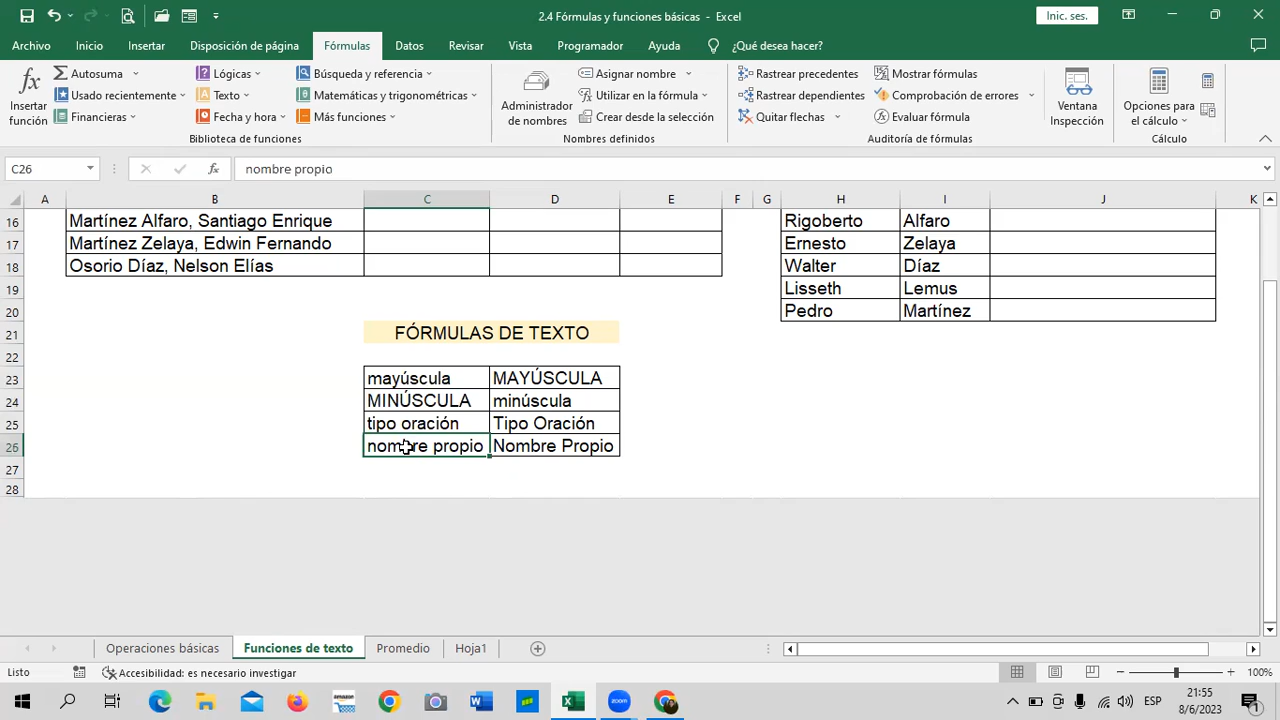 2.4 Fórmulas y funciones básicas - Excel
Inic. ses.
Archivo Inicio Insertar Disposición de página Fórmulas Datos Revisar Vista Programador Ayuda ¿Qué desea hacer?
Insertar función
Autosuma
Usado recientemente
Financieras
Lógicas
Texto
Fecha y hora
Búsqueda y referencia
Matemáticas y trigonométricas
Más funciones
Biblioteca de funciones
Administrador de nombres
Asignar nombre
Utilizar en la fórmula
Crear desde la selección
Nombres definidos
Rastrear precedentes
Rastrear dependientes
Quitar flechas
Mostrar fórmulas
Comprobación de errores
Evaluar fórmula
Auditoría de fórmulas
Ventana Inspección
Opciones para el cálculo
Cálculo
C26 fx nombre propio
A B C D E F G H I J K
16 Martínez Alfaro, Santiago Enrique Rigoberto Alfaro
17 Martínez Zelaya, Edwin Fernando Ernesto Zelaya
18 Osorio Díaz, Nelson Elías Walter Díaz
19 Lisseth Lemus
20 Pedro Martínez
21 FÓRMULAS DE TEXTO
22
23 mayúscula MAYÚSCULA
24 MINÚSCULA minúscula
25 tipo oración Tipo Oración
26 nombre propio Nombre Propio
27
28
Operaciones básicas Funciones de texto Promedio Hoja1
Listo Accesibilidad: es necesario investigar 100%
ESP 21:55
8/6/2023